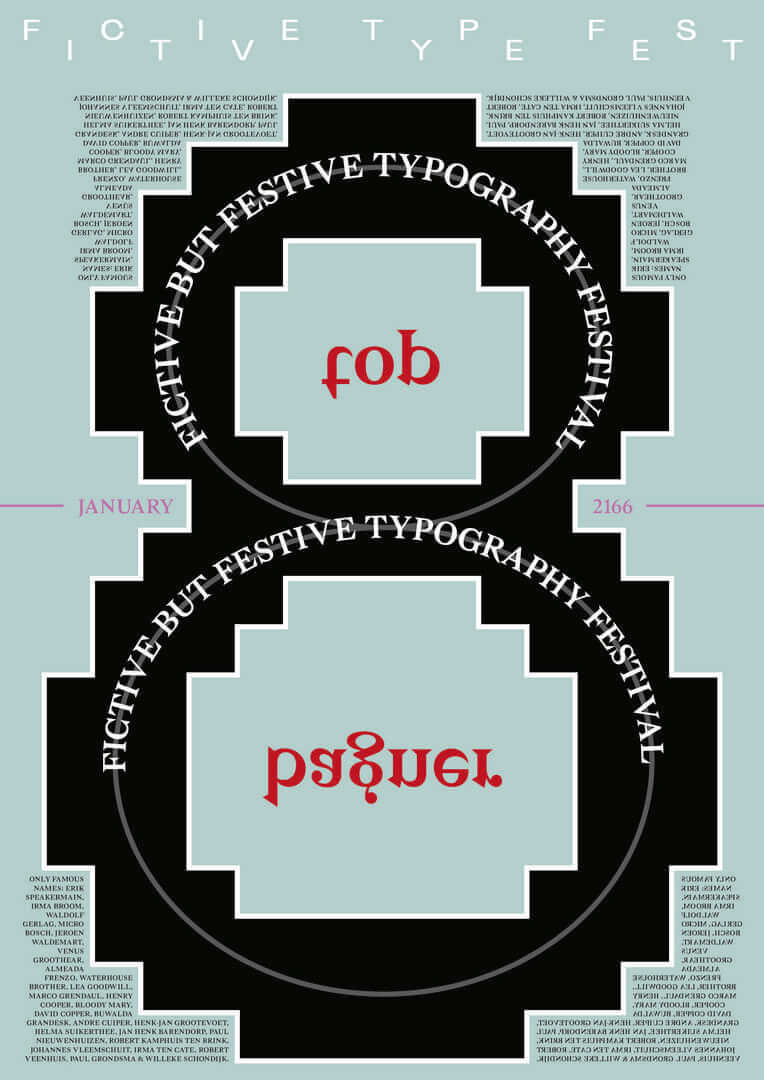 FICTIVE TYPE FEST
ONLY FAMOUS
NAMES: ERIK
SPEAKERMAIN,
IRMA BROOM,
WALDOLF
GERLAG, MICRO
BOSCH, JEROEN
WALDEMART,
VENUS
GROOTHEAR,
ALMEADA
FRENZO, WATERHOUSE
BROTHER, LEA GOODWILL,
MARCO GRENDAUL, HENRY
COOPER, BLOODY MARY,
DAVID COPPER, BUWALDA
GRANDESK, ANDRE CUIPER, HENK-JAN GROOTEVOET,
HELMA SUIKERTHEE, JAN HENK BARENDORP, PAUL
NIEUWENHUIZEN, ROBERT KAMPHUIS TEN BRINK,
JOHANNES VLEEMSCHUIT, IRMA TEN CATE, ROBERT
VEENHUIS, PAUL GRONDSMA & WILLEKE SCHONDIJK.
ONLY FAMOUS
NAMES: ERIK
SPEAKERMAIN,
IRMA BROOM,
WALDOLF
GERLAG, MICRO
BOSCH, JEROEN
WALDEMART,
VENUS
GROOTHEAR,
ALMEADA
FRENZO, WATERHOUSE
BROTHER, LEA GOODWILL,
MARCO GRENDAUL, HENRY
COOPER, BLOODY MARY,
DAVID COPPER, BUWALDA
GRANDESK, ANDRE CUIPER, HENK-JAN GROOTEVOET,
HELMA SUIKERTHEE, JAN HENK BARENDORP, PAUL
NIEUWENHUIZEN, ROBERT KAMPHUIS TEN BRINK,
JOHANNES VLEEMSCHUIT, IRMA TEN CATE, ROBERT
VEENHUIS, PAUL GRONDSMA & WILLEKE SCHONDIJK.
FICTIVE BUT FESTIVE TYPOGRAPHY FESTIVAL
top
JANUARY 2166
FICTIVE BUT FESTIVE TYPOGRAPHY FESTIVAL
bagner
ONLY FAMOUS
NAMES: ERIK
SPEAKERMAIN,
IRMA BROOM,
WALDOLF
GERLAG, MICRO
BOSCH, JEROEN
WALDEMART,
VENUS
GROOTHEAR,
ALMEADA
FRENZO, WATERHOUSE
BROTHER, LEA GOODWILL,
MARCO GRENDAUL, HENRY
COOPER, BLOODY MARY,
DAVID COPPER, BUWALDA
GRANDESK, ANDRE CUIPER, HENK-JAN GROOTEVOET,
HELMA SUIKERTHEE, JAN HENK BARENDORP, PAUL
NIEUWENHUIZEN, ROBERT KAMPHUIS TEN BRINK,
JOHANNES VLEEMSCHUIT, IRMA TEN CATE, ROBERT
VEENHUIS, PAUL GRONDSMA & WILLEKE SCHONDIJK.
ONLY FAMOUS
NAMES: ERIK
SPEAKERMAIN,
IRMA BROOM,
WALDOLF
GERLAG, MICRO
BOSCH, JEROEN
WALDEMART,
VENUS
GROOTHEAR,
ALMEADA
FRENZO, WATERHOUSE
BROTHER, LEA GOODWILL,
MARCO GRENDAUL, HENRY
COOPER, BLOODY MARY,
DAVID COPPER, BUWALDA
GRANDESK, ANDRE CUIPER, HENK-JAN GROOTEVOET,
HELMA SUIKERTHEE, JAN HENK BARENDORP, PAUL
NIEUWENHUIZEN, ROBERT KAMPHUIS TEN BRINK,
JOHANNES VLEEMSCHUIT, IRMA TEN CATE, ROBERT
VEENHUIS, PAUL GRONDSMA & WILLEKE SCHONDIJK.